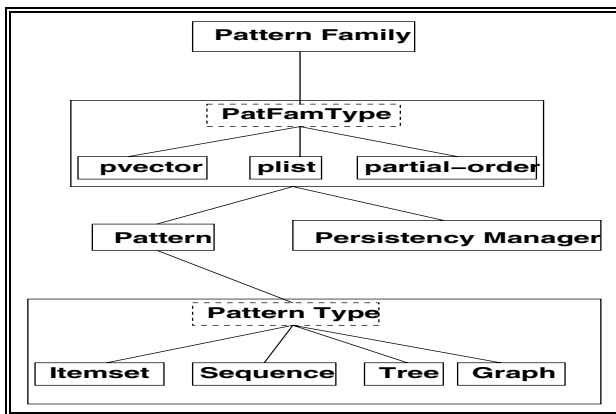 Pattern Family
PatFamType
pvector plist partial-order
Pattern Persistency Manager
Pattern Type
Itemset Sequence Tree Graph